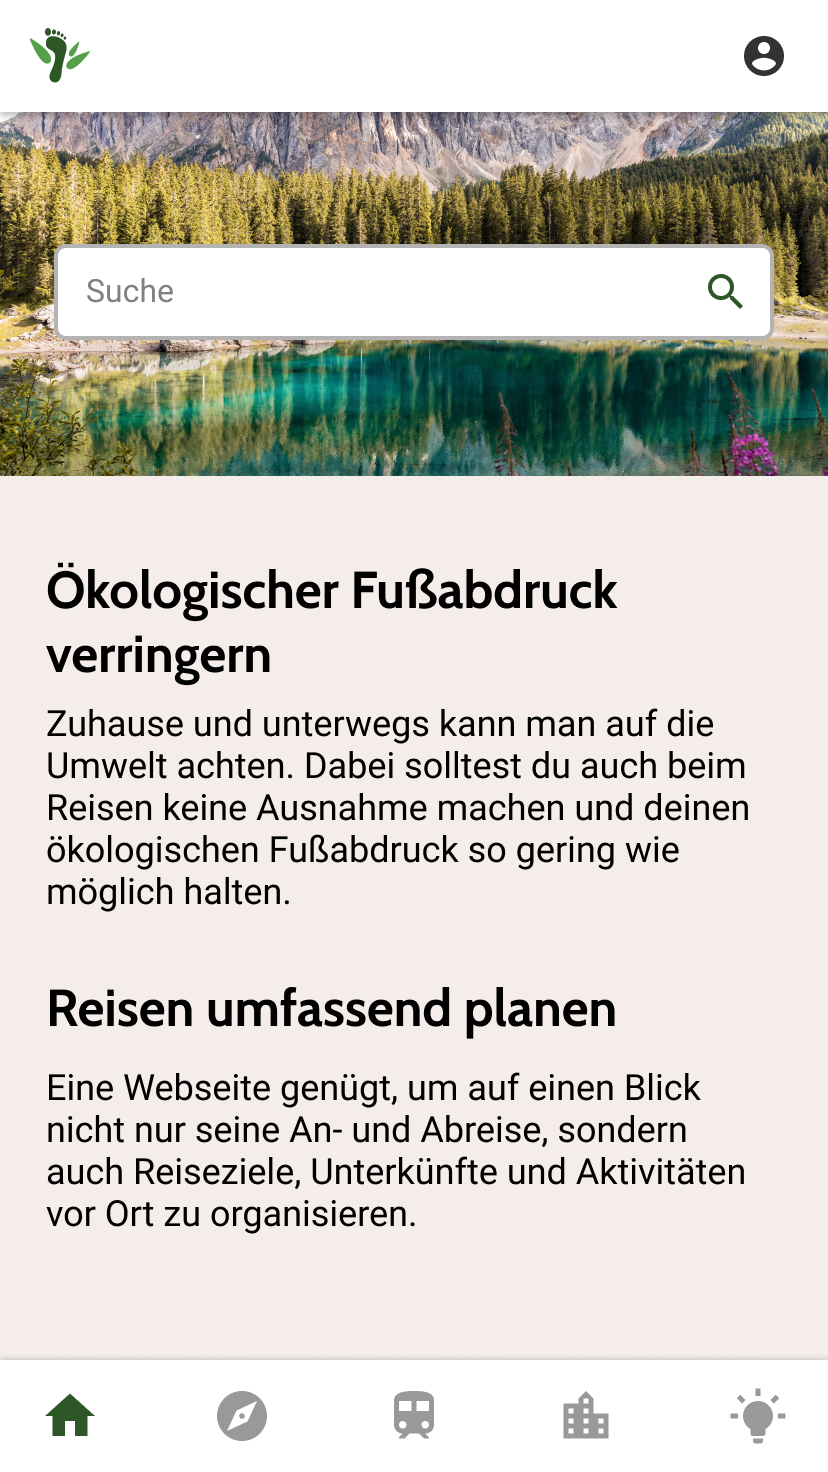 Suche
Ökologischer Fußabdruck
verringern
Zuhause und unterwegs kann man auf die
Umwelt achten. Dabei solltest du auch beim
Reisen keine Ausnahme machen und deinen
ökologischen Fußabdruck so gering wie
möglich halten.
Reisen umfassend planen
Eine Webseite genügt, um auf einen Blick
nicht nur seine An- und Abreise, sondern
auch Reiseziele, Unterkünfte und Aktivitäten
vor Ort zu organisieren.